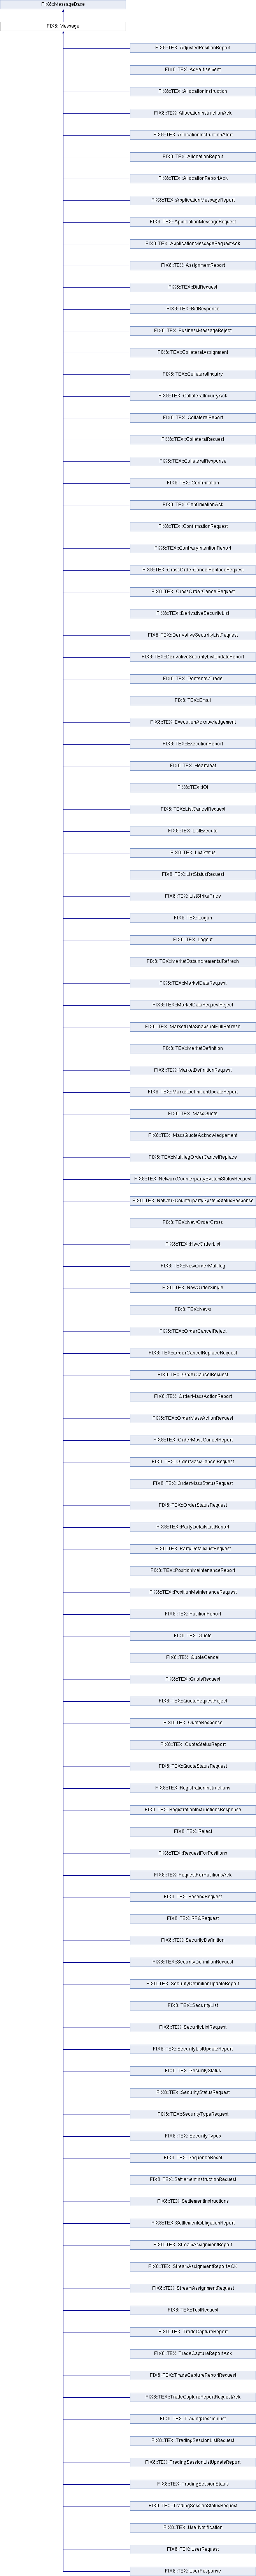 FIX8::MessageBase
FIX8::Message
FIX8::TEX::AdjustedPositionReport
FIX8::TEX::Advertisement
FIX8::TEX::AllocationInstruction
FIX8::TEX::AllocationInstructionAck
FIX8::TEX::AllocationInstructionAlert
FIX8::TEX::AllocationReport
FIX8::TEX::AllocationReportAck
FIX8::TEX::ApplicationMessageReport
FIX8::TEX::ApplicationMessageRequest
FIX8::TEX::ApplicationMessageRequestAck
FIX8::TEX::AssignmentReport
FIX8::TEX::BidRequest
FIX8::TEX::BidResponse
FIX8::TEX::BusinessMessageReject
FIX8::TEX::CollateralAssignment
FIX8::TEX::CollateralInquiry
FIX8::TEX::CollateralInquiryAck
FIX8::TEX::CollateralReport
FIX8::TEX::CollateralRequest
FIX8::TEX::CollateralResponse
FIX8::TEX::Confirmation
FIX8::TEX::ConfirmationAck
FIX8::TEX::ConfirmationRequest
FIX8::TEX::ContraryIntentionReport
FIX8::TEX::CrossOrderCancelReplaceRequest
FIX8::TEX::CrossOrderCancelRequest
FIX8::TEX::DerivativeSecurityList
FIX8::TEX::DerivativeSecurityListRequest
FIX8::TEX::DerivativeSecurityListUpdateReport
FIX8::TEX::DontKnowTrade
FIX8::TEX::Email
FIX8::TEX::ExecutionAcknowledgement
FIX8::TEX::ExecutionReport
FIX8::TEX::Heartbeat
FIX8::TEX::IOI
FIX8::TEX::ListCancelRequest
FIX8::TEX::ListExecute
FIX8::TEX::ListStatus
FIX8::TEX::ListStatusRequest
FIX8::TEX::ListStrikePrice
FIX8::TEX::Logon
FIX8::TEX::Logout
FIX8::TEX::MarketDataIncrementalRefresh
FIX8::TEX::MarketDataRequest
FIX8::TEX::MarketDataRequestReject
FIX8::TEX::MarketDataSnapshotFullRefresh
FIX8::TEX::MarketDefinition
FIX8::TEX::MarketDefinitionRequest
FIX8::TEX::MarketDefinitionUpdateReport
FIX8::TEX::MassQuote
FIX8::TEX::MassQuoteAcknowledgement
FIX8::TEX::MultilegOrderCancelReplace
FIX8::TEX::NetworkCounterpartySystemStatusRequest
FIX8::TEX::NetworkCounterpartySystemStatusResponse
FIX8::TEX::NewOrderCross
FIX8::TEX::NewOrderList
FIX8::TEX::NewOrderMultileg
FIX8::TEX::NewOrderSingle
FIX8::TEX::News
FIX8::TEX::OrderCancelReject
FIX8::TEX::OrderCancelReplaceRequest
FIX8::TEX::OrderCancelRequest
FIX8::TEX::OrderMassActionReport
FIX8::TEX::OrderMassActionRequest
FIX8::TEX::OrderMassCancelReport
FIX8::TEX::OrderMassCancelRequest
FIX8::TEX::OrderMassStatusRequest
FIX8::TEX::OrderStatusRequest
FIX8::TEX::PartyDetailsListReport
FIX8::TEX::PartyDetailsListRequest
FIX8::TEX::PositionMaintenanceReport
FIX8::TEX::PositionMaintenanceRequest
FIX8::TEX::PositionReport
FIX8::TEX::Quote
FIX8::TEX::QuoteCancel
FIX8::TEX::QuoteRequest
FIX8::TEX::QuoteRequestReject
FIX8::TEX::QuoteResponse
FIX8::TEX::QuoteStatusReport
FIX8::TEX::QuoteStatusRequest
FIX8::TEX::RegistrationInstructions
FIX8::TEX::RegistrationInstructionsResponse
FIX8::TEX::Reject
FIX8::TEX::RequestForPositions
FIX8::TEX::RequestForPositionsAck
FIX8::TEX::ResendRequest
FIX8::TEX::RFQRequest
FIX8::TEX::SecurityDefinition
FIX8::TEX::SecurityDefinitionRequest
FIX8::TEX::SecurityDefinitionUpdateReport
FIX8::TEX::SecurityList
FIX8::TEX::SecurityListRequest
FIX8::TEX::SecurityListUpdateReport
FIX8::TEX::SecurityStatus
FIX8::TEX::SecurityStatusRequest
FIX8::TEX::SecurityTypeRequest
FIX8::TEX::SecurityTypes
FIX8::TEX::SequenceReset
FIX8::TEX::SettlementInstructionRequest
FIX8::TEX::SettlementInstructions
FIX8::TEX::SettlementObligationReport
FIX8::TEX::StreamAssignmentReport
FIX8::TEX::StreamAssignmentReportACK
FIX8::TEX::StreamAssignmentRequest
FIX8::TEX::TestRequest
FIX8::TEX::TradeCaptureReport
FIX8::TEX::TradeCaptureReportAck
FIX8::TEX::TradeCaptureReportRequest
FIX8::TEX::TradeCaptureReportRequestAck
FIX8::TEX::TradingSessionList
FIX8::TEX::TradingSessionListRequest
FIX8::TEX::TradingSessionListUpdateReport
FIX8::TEX::TradingSessionStatus
FIX8::TEX::TradingSessionStatusRequest
FIX8::TEX::UserNotification
FIX8::TEX::UserRequest
FIX8::TEX::UserResponse